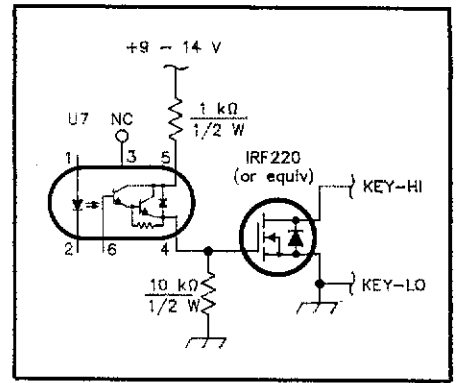 +9 – 14 V
1 kΩ
1/2 W
U7 NC
1 3 5
IRF220
(or equiv)
KEY-HI
2 6 4
KEY-LO
10 kΩ
1/2 W